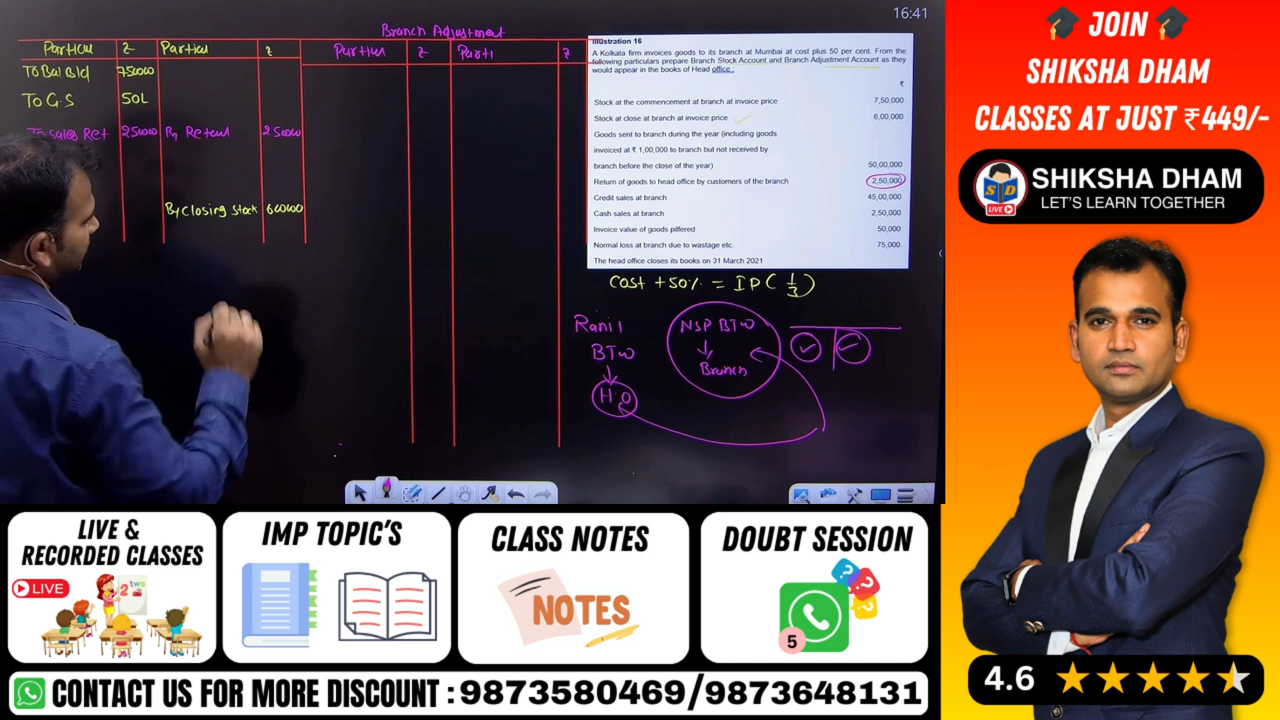 16:41
Branch Adjustment
Particul ₹ Particul ₹ Particu ₹ Parti ₹
To Bal B/d 750000
To G.S 50L
To Sales Ret 250000 By Return 250000
By Closing Stock 600000
Illustration 16
A Kolkata firm invoices goods to its branch at Mumbai at cost plus 50 per cent. From the
following particulars prepare Branch Stock Account and Branch Adjustment Account as they
would appear in the books of Head office .
₹
Stock at the commencement at branch at invoice price 7,50,000
Stock at close at branch at invoice price 6,00,000
Goods sent to branch during the year (including goods
invoiced at ₹ 1,00,000 to branch but not received by
branch before the close of the year) 50,00,000
Return of goods to head office by customers of the branch 2,50,000
Credit sales at branch 45,00,000
Cash sales at branch 2,50,000
Invoice value of goods pilfered 50,000
Normal loss at branch due to wastage etc. 75,000
The head office closes its books on 31 March 2021
Cost +50% = IP ( 1/3 )
BTW
H.O
NSP BTW
Branch
JOIN
SHIKSHA DHAM
CLASSES AT JUST ₹449/-
SD
LIVE
SHIKSHA DHAM
LET'S LEARN TOGETHER
LIVE &
RECORDED CLASSES
LIVE
IMP TOPIC'S
CLASS NOTES
NOTES
DOUBT SESSION
5
CONTACT US FOR MORE DISCOUNT :9873580469/9873648131
4.6